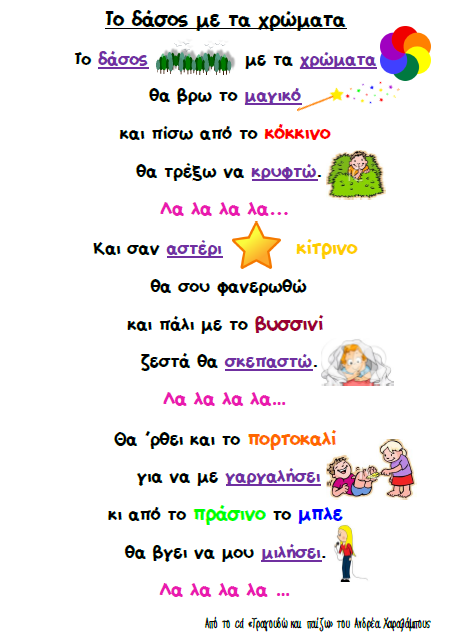 Το δάσος με τα χρώματα
Το δάσος με τα χρώματα
θα βρω το μαγικό
και πίσω από το κόκκινο
θα τρέξω να κρυφτώ.
Λα λα λα λα...
Και σαν αστέρι κίτρινο
θα σου φανερωθώ
και πάλι με το βυσσινί
ζεστά θα σκεπαστώ.
Λα λα λα λα...
Θα 'ρθει και το πορτοκαλί
για να με γαργαλήσει
κι από το πράσινο το μπλε
θα βγει να μου μιλήσει.
Λα λα λα λα ...
Από το cd «Τραγουδώ και παίζω» του Ανδρέα Χαραλάμπους